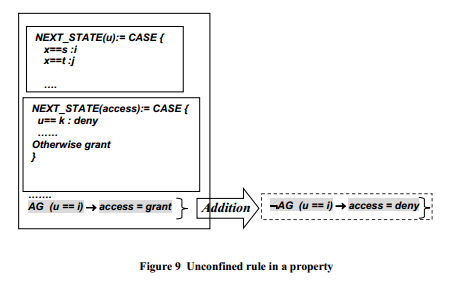 NEXT_STATE(u):= CASE {
x==s :i
x==t :j
....
NEXT_STATE(access):= CASE {
u== k : deny
......
Otherwise grant
}
.......
AG (u == i) → access = grant }
Addition
¬AG (u == i) → access = deny }
Figure 9 Unconfined rule in a property